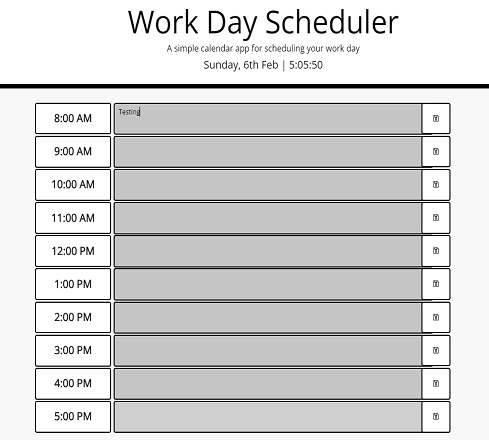 Work Day Scheduler
A simple calendar app for scheduling your work day
Sunday, 6th Feb | 5:05:50
8:00 AM Testing
9:00 AM
10:00 AM
11:00 AM
12:00 PM
1:00 PM
2:00 PM
3:00 PM
4:00 PM
5:00 PM